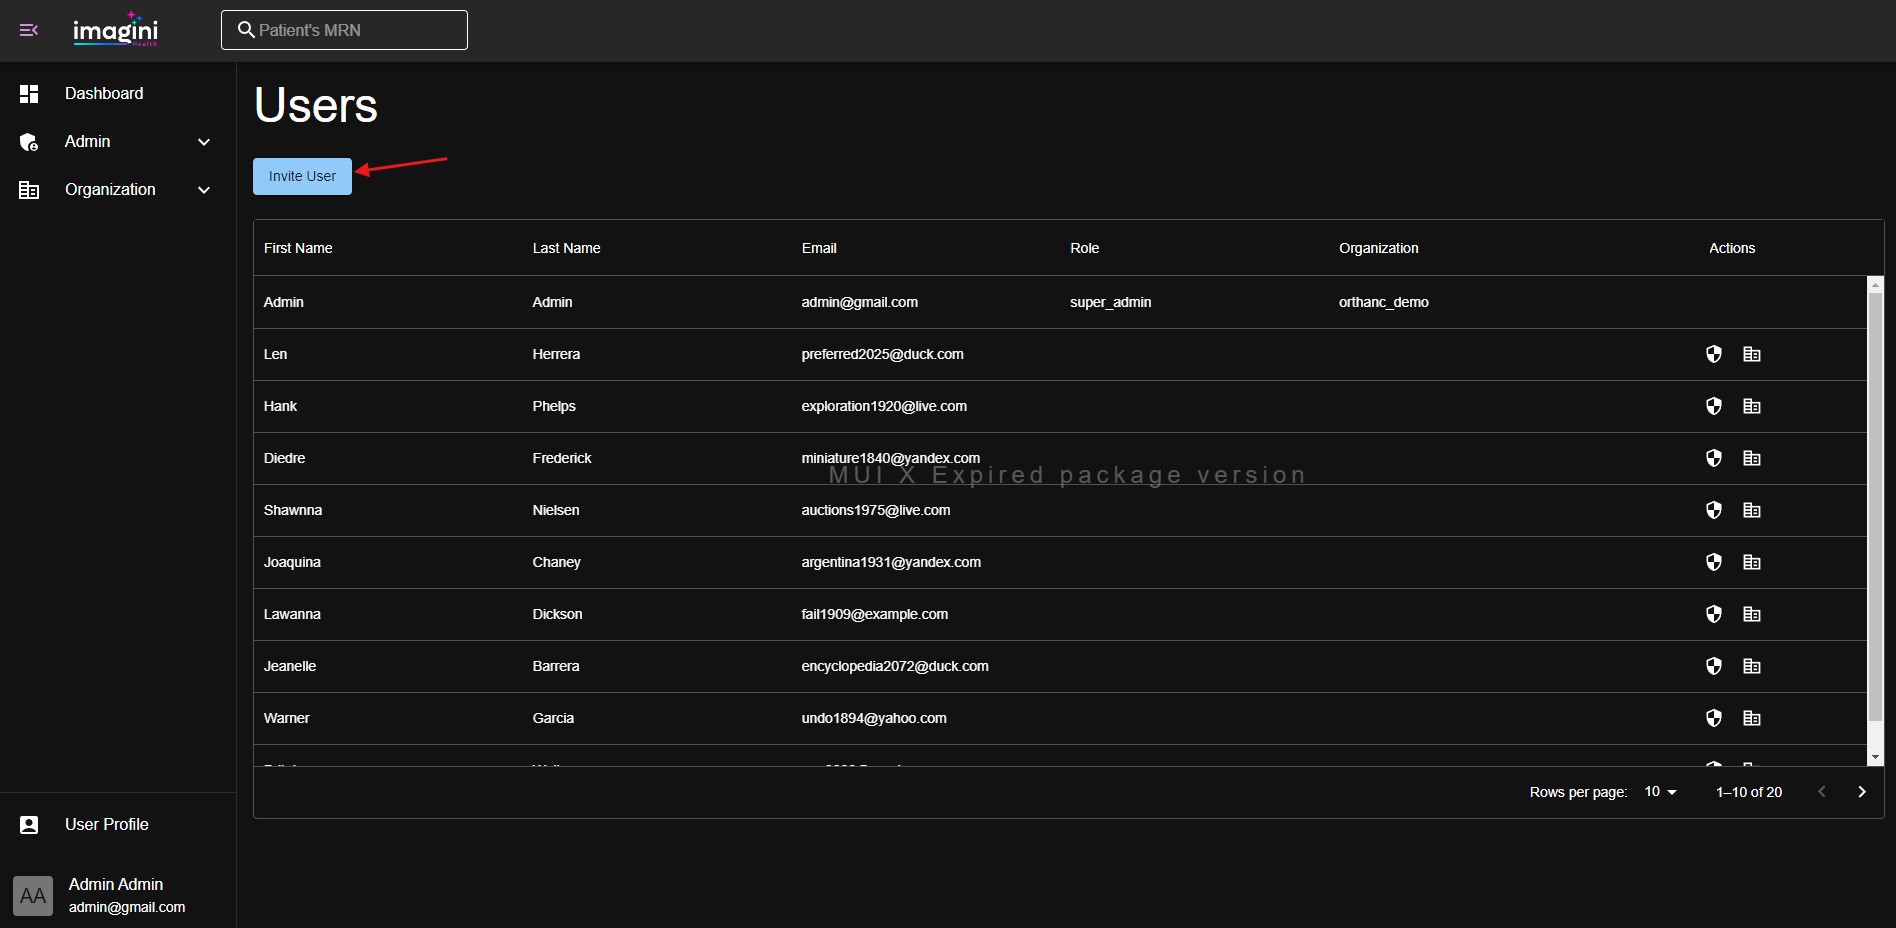 imagini
Health
Patient's MRN
Dashboard
Admin
Organization
Users
Invite User
First Name Last Name Email Role Organization Actions
Admin Admin admin@gmail.com super_admin orthanc_demo
Len Herrera preferred2025@duck.com
Hank Phelps exploration1920@live.com
Diedre Frederick miniature1840@yandex.com
MUI X Expired package version
Shawnna Nielsen auctions1975@live.com
Joaquina Chaney argentina1931@yandex.com
Lawanna Dickson fail1909@example.com
Jeanelle Barrera encyclopedia2072@duck.com
Warner Garcia undo1894@yahoo.com
Rows per page: 10 1–10 of 20
User Profile
AA
Admin Admin
admin@gmail.com